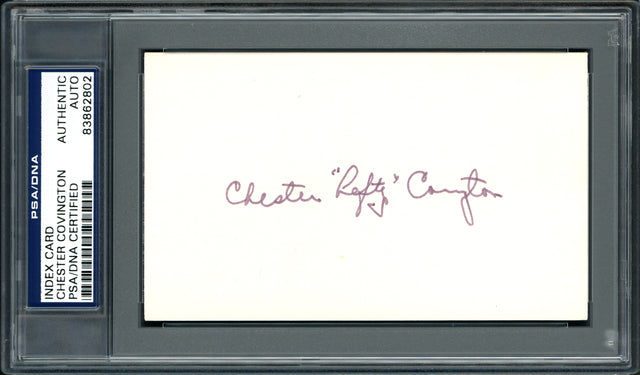 PSA/DNA
INDEX CARD
CHESTER COVINGTON
PSA/DNA CERTIFIED
AUTHENTIC
AUTO
83862802
Chester "Lefty" Covington